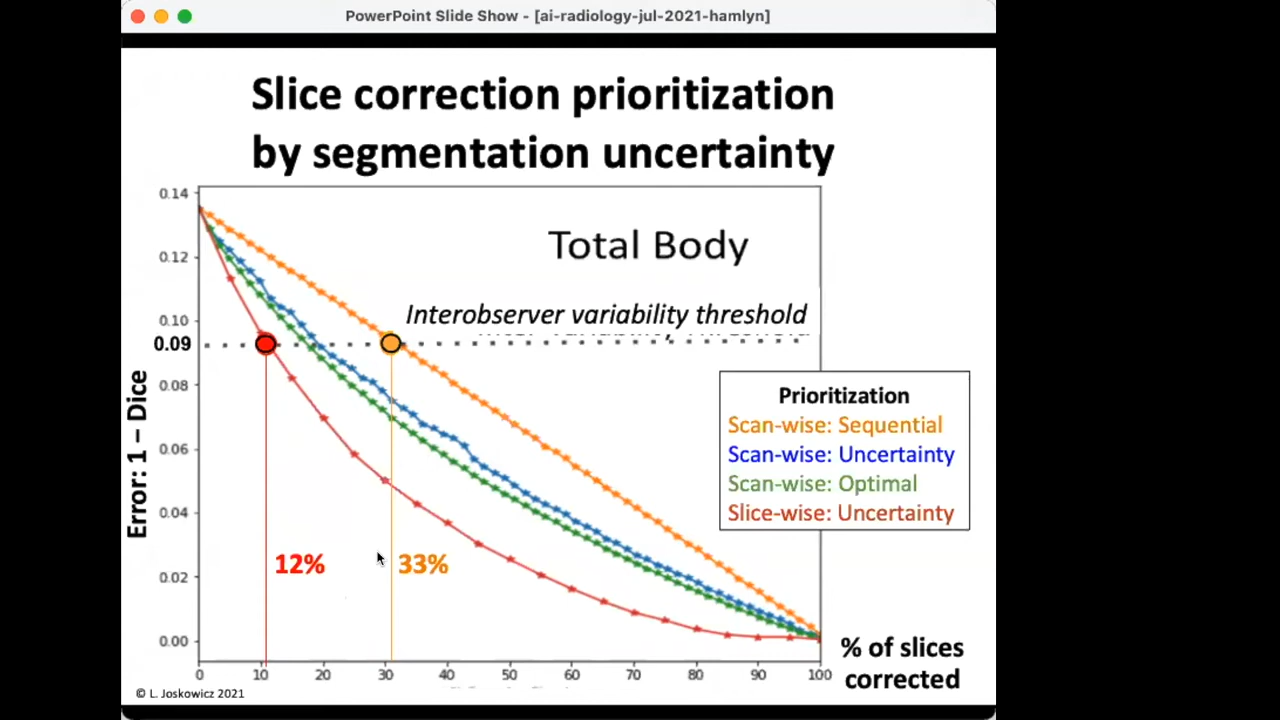 PowerPoint Slide Show - [ai-radiology-jul-2021-hamlyn]
Slice correction prioritization
by segmentation uncertainty
Total Body
Interobserver variability threshold
0.14
0.12
0.10
0.09
0.08
0.06
0.04
0.02
0.00
Error: 1 – Dice
Prioritization
Scan-wise: Sequential
Scan-wise: Uncertainty
Scan-wise: Optimal
Slice-wise: Uncertainty
12%
33%
0 10 20 30 40 50 60 70 80 90 100
% of slices
corrected
© L. Joskowicz 2021